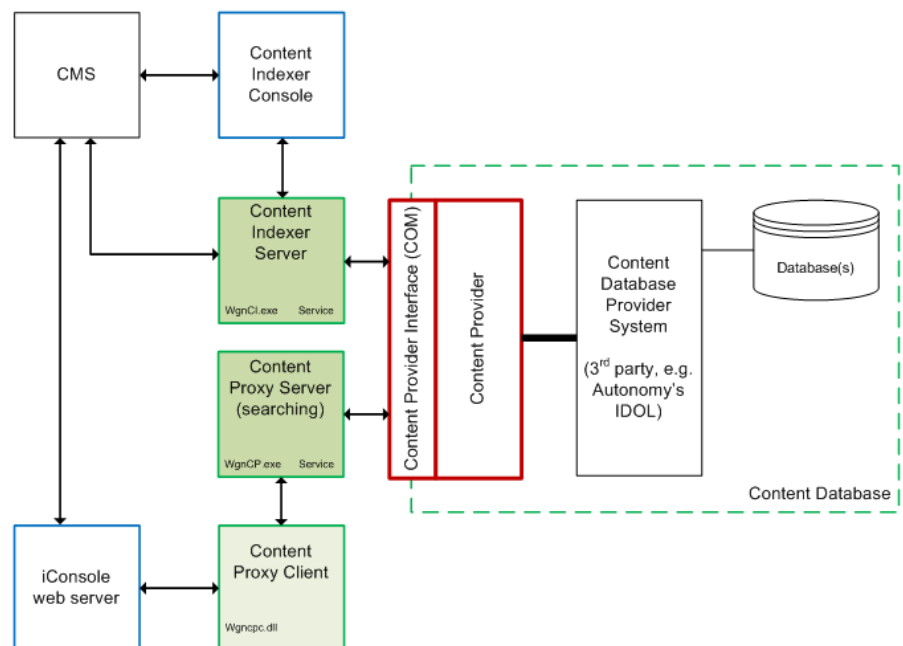 CMS
Content
Indexer
Console
Content
Indexer
Server
WgnCI.exe Service
Content
Proxy Server
(searching)
WgnCP.exe Service
Content
Proxy Client
Wgncpc.dll
iConsole
web server
Content Provider Interface (COM)
Content Provider
Content
Database
Provider
System
(3rd party, e.g.
Autonomy's
IDOL)
Database(s)
Content Database